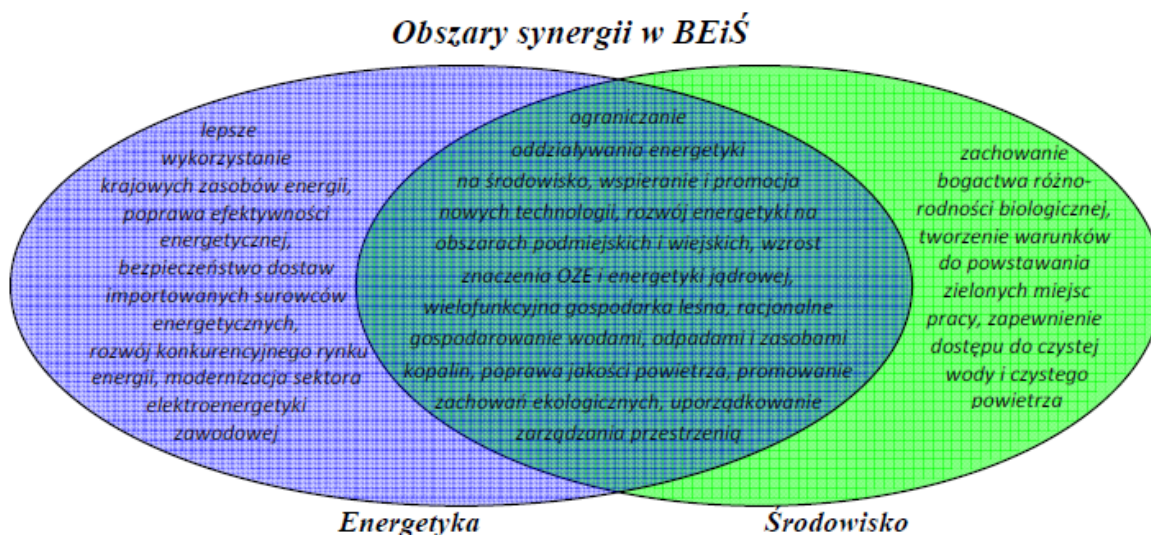 Obszary synergii w BEiŚ
lepsze
wykorzystanie
krajowych zasobów energii,
poprawa efektywności
energetycznej,
bezpieczeństwo dostaw
importowanych surowców
energetycznych,
rozwój konkurencyjnego rynku
energii, modernizacja sektora
elektroenergetyki
zawodowej
ograniczanie
oddziaływania energetyki
na środowisko, wspieranie i promocja
nowych technologii, rozwój energetyki na
obszarach podmiejskich i wiejskich, wzrost
znaczenia OZE i energetyki jądrowej,
wielofunkcyjna gospodarka leśna, racjonalne
gospodarowanie wodami, odpadami i zasobami
kopalin, poprawa jakości powietrza, promowanie
zachowań ekologicznych, uporządkowanie
zarządzania przestrzenią
zachowanie
bogactwa różno-
rodności biologicznej,
tworzenie warunków
do powstawania
zielonych miejsc
pracy, zapewnienie
dostępu do czystej
wody i czystego
powietrza
Energetyka
Środowisko